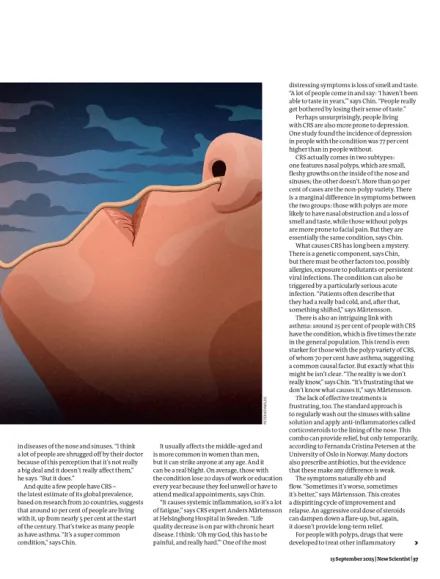 in diseases of the nose and sinuses. “I think
a lot of people are shrugged off by their doctor
because of this perception that it’s not really
a big deal and it doesn’t really affect them,”
he says. “But it does.”
And quite a few people have CRS –
the latest estimate of its global prevalence,
based on research from 20 countries, suggests
that around 10 per cent of people are living
with it, up from nearly 5 per cent at the start
of the century. That’s twice as many people
as have asthma. “It’s a super common
condition,” says Chin.
It usually affects the middle-aged and
is more common in women than men,
but it can strike anyone at any age. And it
can be a real blight. On average, those with
the condition lose 20 days of work or education
every year because they feel unwell or have to
attend medical appointments, says Chin.
“It causes systemic inflammation, so it’s a lot
of fatigue,” says CRS expert Anders Mårtensson
at Helsingborg Hospital in Sweden. “Life
quality decrease is on par with chronic heart
disease. I think: ‘Oh my God, this has to be
painful, and really hard.’” One of the most
distressing symptoms is loss of smell and taste.
“A lot of people come in and say: ‘I haven’t been
able to taste in years,’” says Chin. “People really
get bothered by losing their sense of taste.”
Perhaps unsurprisingly, people living
with CRS are also more prone to depression.
One study found the incidence of depression
in people with the condition was 77 per cent
higher than in people without.
CRS actually comes in two subtypes:
one features nasal polyps, which are small,
fleshy growths on the inside of the nose and
sinuses; the other doesn’t. More than 90 per
cent of cases are the non-polyp variety. There
is a marginal difference in symptoms between
the two groups: those with polyps are more
likely to have nasal obstruction and a loss of
smell and taste, while those without polyps
are more prone to facial pain. But they are
essentially the same condition, says Chin.
What causes CRS has long been a mystery.
There is a genetic component, says Chin,
but there must be other factors too, possibly
allergies, exposure to pollutants or persistent
viral infections. The condition can also be
triggered by a particularly serious acute
infection. “Patients often describe that
they had a really bad cold, and, after that,
something shifted,” says Mårtensson.
There is also an intriguing link with
asthma: around 25 per cent of people with CRS
have the condition, which is five times the rate
in the general population. This trend is even
starker for those with the polyp variety of CRS,
of whom 70 per cent have asthma, suggesting
a common causal factor. But exactly what this
might be isn’t clear. “The reality is we don’t
really know,” says Chin. “It’s frustrating that we
don’t know what causes it,” says Mårtensson.
The lack of effective treatments is
frustrating, too. The standard approach is
to regularly wash out the sinuses with saline
solution and apply anti-inflammatories called
corticosteroids to the lining of the nose. This
combo can provide relief, but only temporarily,
according to Fernanda Cristina Petersen at the
University of Oslo in Norway. Many doctors
also prescribe antibiotics, but the evidence
that these make any difference is weak.
The symptoms naturally ebb and
flow. “Sometimes it’s worse, sometimes
it’s better,” says Mårtensson. This creates
a dispiriting cycle of improvement and
relapse. An aggressive oral dose of steroids
can dampen down a flare-up, but, again,
it doesn’t provide long-term relief.
For people with polyps, drugs that were
developed to treat other inflammatory
13 September 2025 | New Scientist | 37